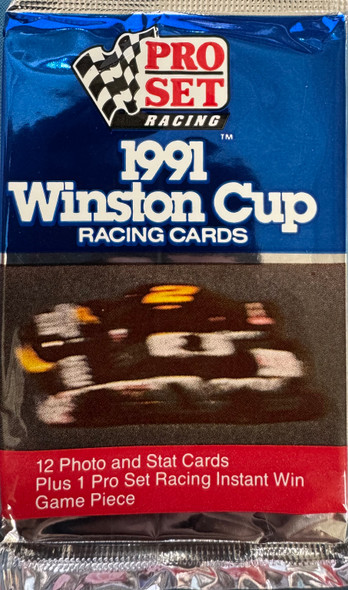 PRO
SET
RACING
™
1991
Winston Cup
RACING CARDS
12 Photo and Stat Cards
Plus 1 Pro Set Racing Instant Win
Game Piece